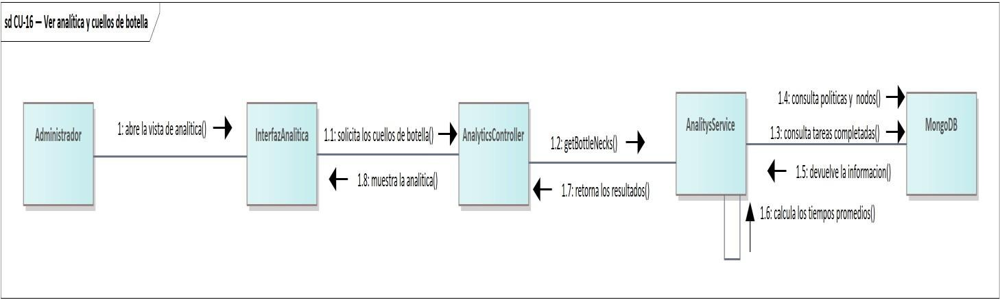 sd CU-16 — Ver analítica y cuellos de botella
Administrador
1: abre la vista de analitica()
InterfazAnalitica
1.1: solicita los cuellos de botella()
1.8: muestra la analitica()
AnalyticsController
1.2: getBottleNecks()
1.7: retorna los resultados()
AnalitysService
1.4: consulta politicas y nodos()
1.3: consulta tareas completadas()
1.5: devuelve la informacion()
1.6: calcula los tiempos promedios()
MongoDB